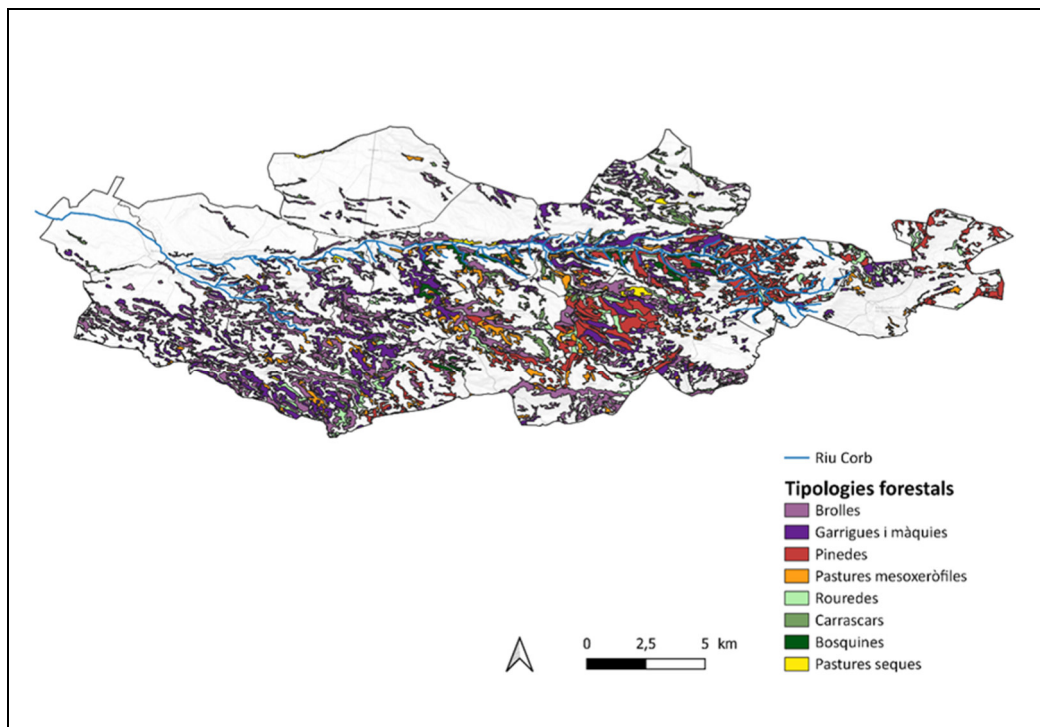 Riu Corb
Tipologies forestals
Brolles
Garrigues i màquies
Pinedes
Pastures mesoxeròfiles
Rouredes
Carrascars
Bosquines
Pastures seques
0 2,5 5 km